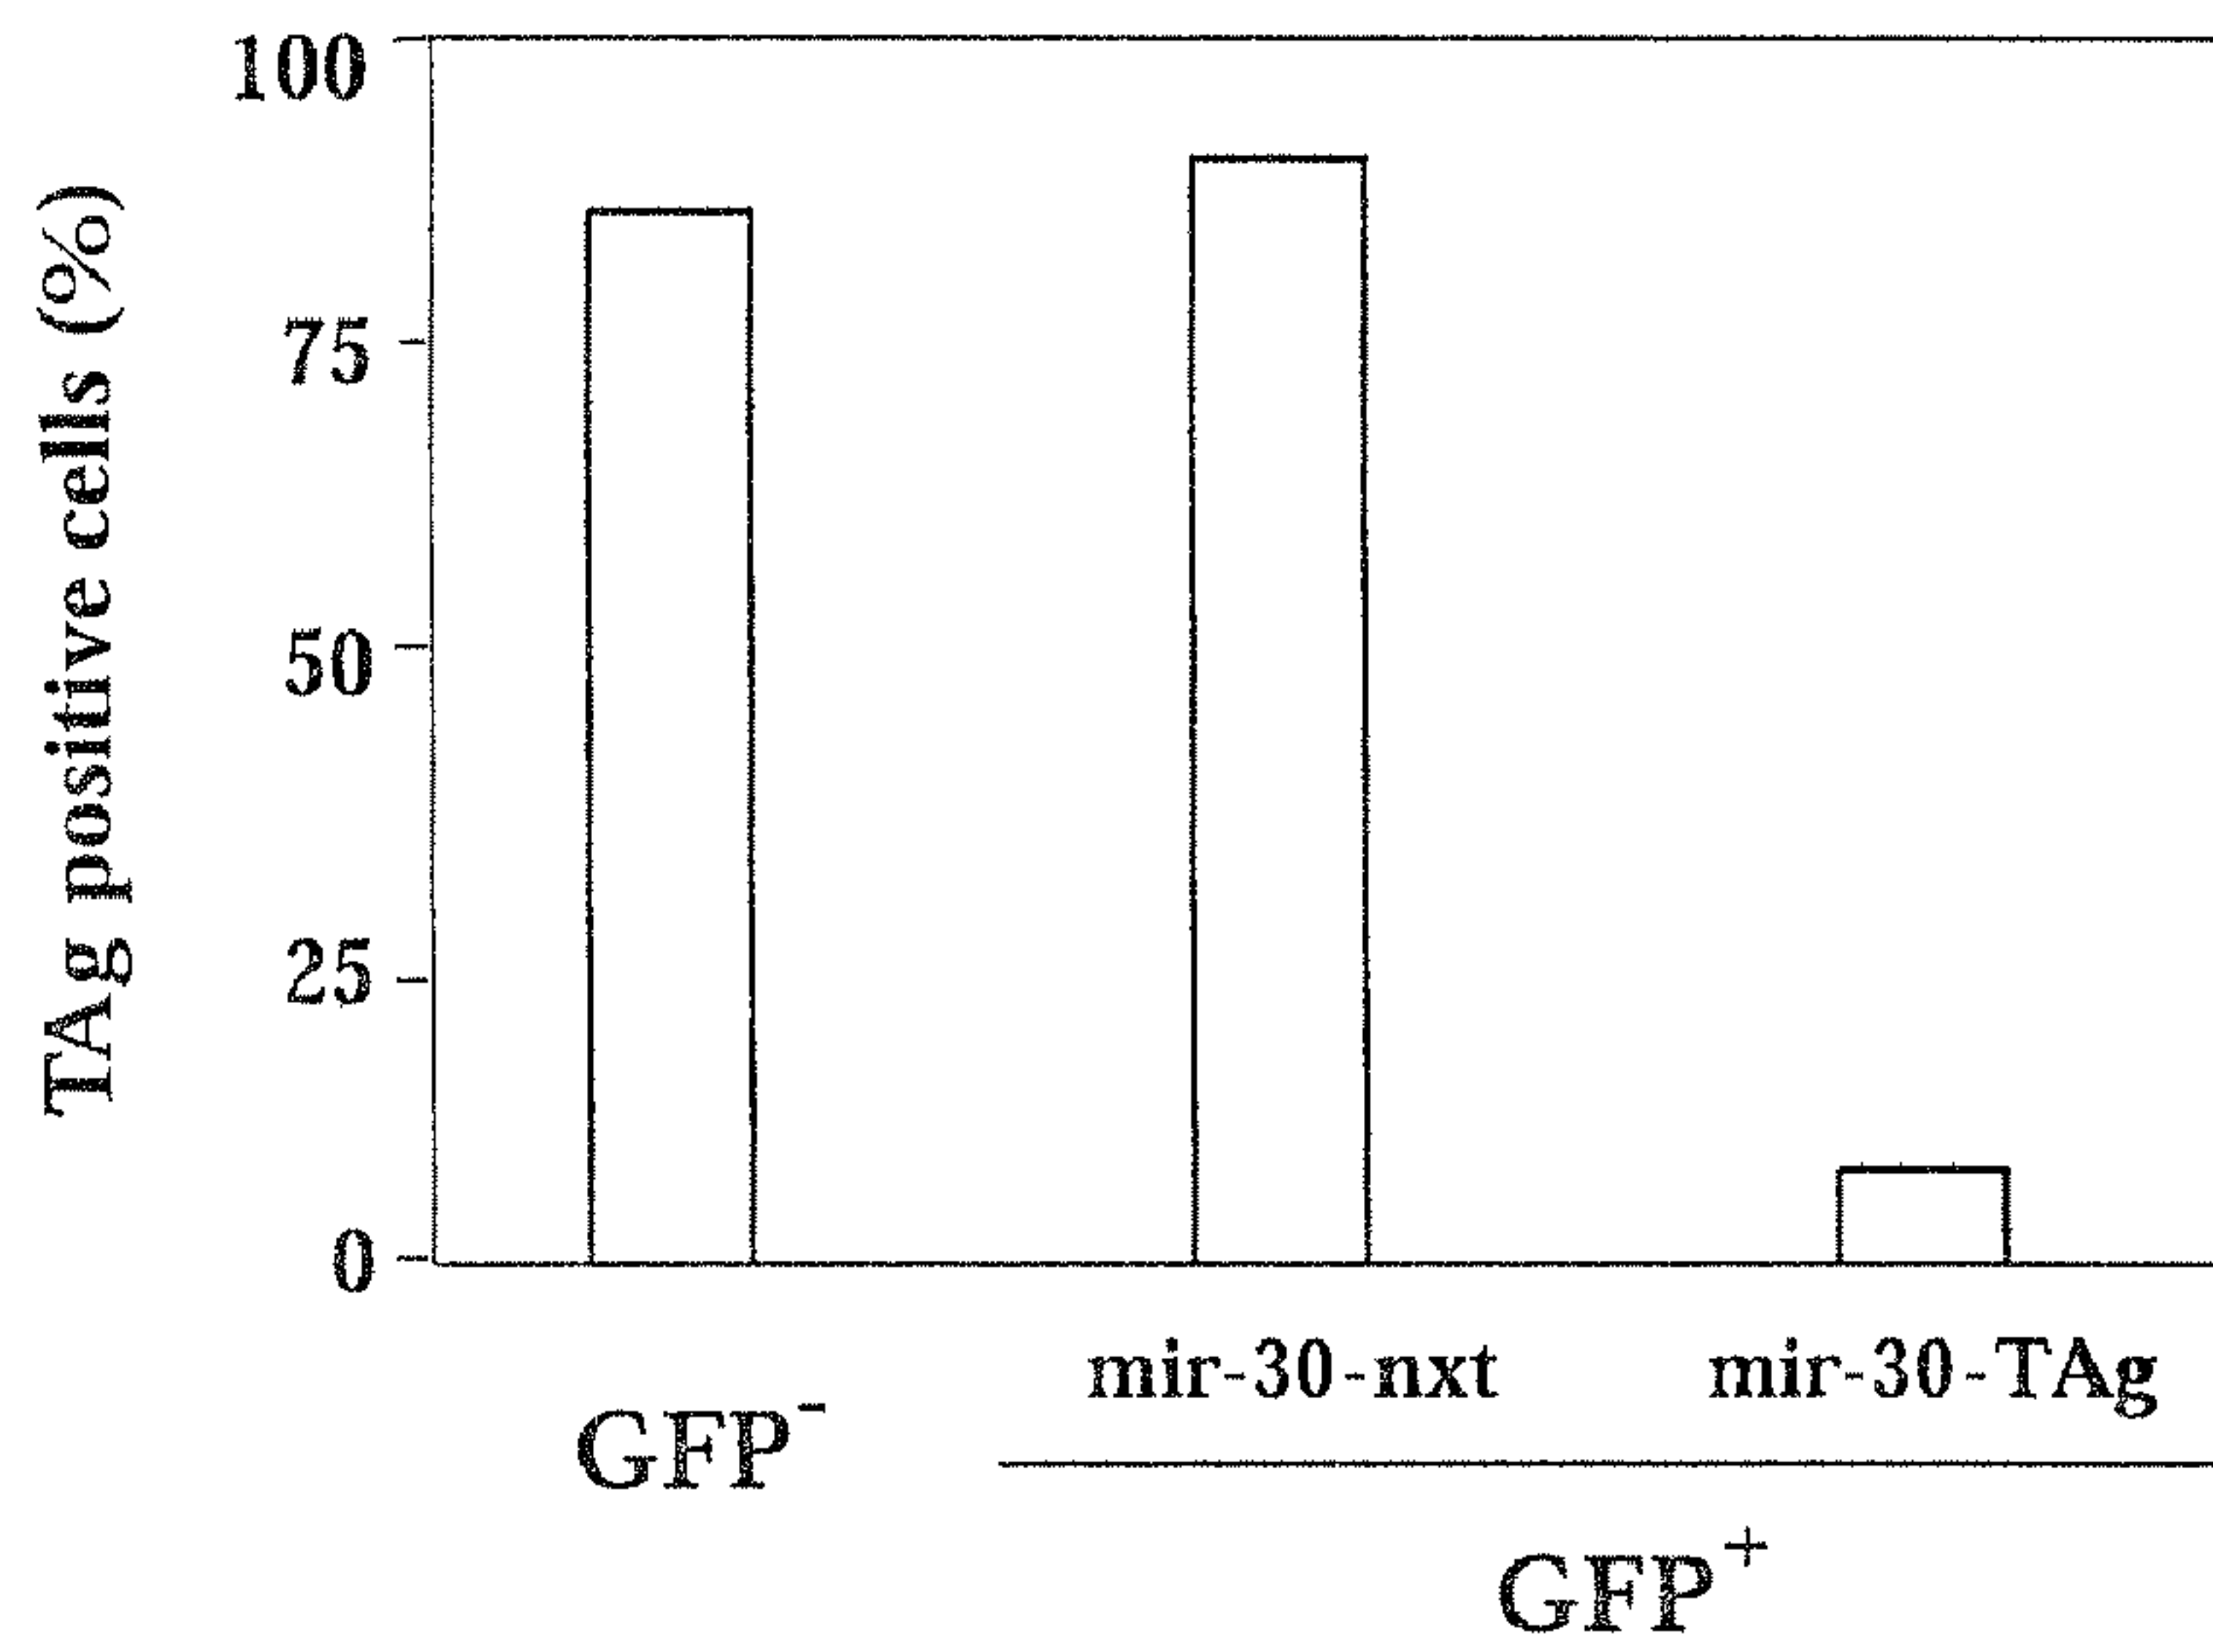 TAg positive cells (%)
100
75
50
25
0
mir-30-nxt mir-30-TAg
GFP⁻
GFP⁺